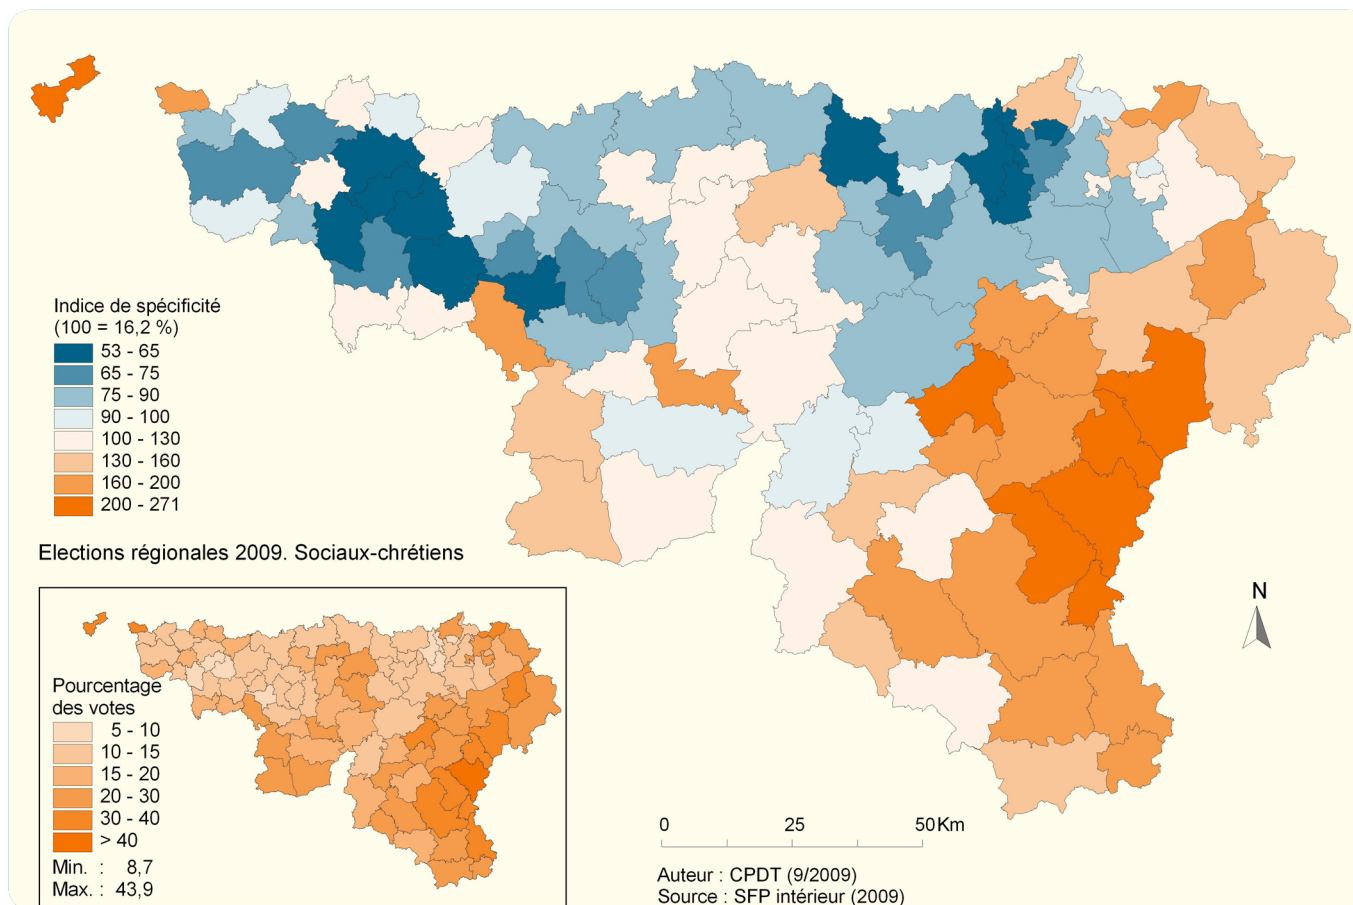 Indice de spécificité
(100 = 16,2 %)
53 - 65
65 - 75
75 - 90
90 - 100
100 - 130
130 - 160
160 - 200
200 - 271
Elections régionales 2009. Sociaux-chrétiens
Pourcentage
des votes
5 - 10
10 - 15
15 - 20
20 - 30
30 - 40
> 40
Min. : 8,7
Max. : 43,9
N
0 25 50Km
Auteur : CPDT (9/2009)
Source : SFP intérieur (2009)